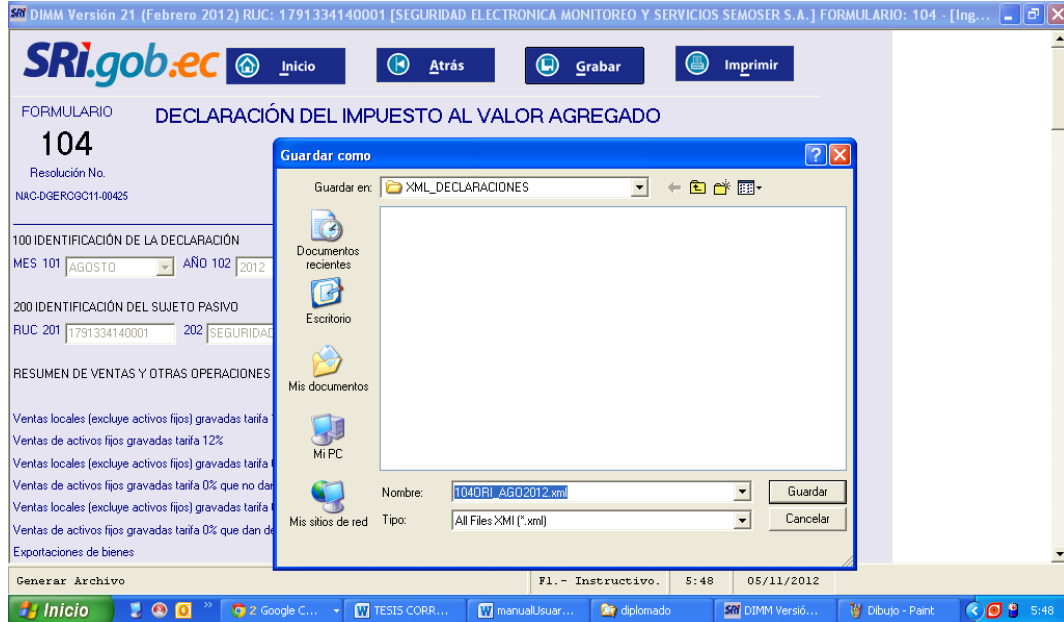 DIMM Versión 21 (Febrero 2012) RUC: 1791334140001 [SEGURIDAD ELECTRONICA MONITOREO Y SERVICIOS SEMOSER S.A.] FORMULARIO: 104 - [Ing...
SRi.gob.ec
Inicio
Atrás
Grabar
Imprimir
FORMULARIO
DECLARACIÓN DEL IMPUESTO AL VALOR AGREGADO
104
Resolución No.
NAC-DGERCGC11-00425
100 IDENTIFICACIÓN DE LA DECLARACIÓN
MES 101 AGOSTO AÑO 102 2012
200 IDENTIFICACIÓN DEL SUJETO PASIVO
RUC 201 1791334140001 202 SEGURIDAD
RESUMEN DE VENTAS Y OTRAS OPERACIONES
Ventas locales (excluye activos fijos) gravadas tarifa
Ventas de activos fijos gravadas tarifa 12%
Ventas locales (excluye activos fijos) gravadas tarifa
Ventas de activos fijos gravadas tarifa 0% que no dan
Ventas locales (excluye activos fijos) gravadas tarifa
Ventas de activos fijos gravadas tarifa 0% que dan de
Exportaciones de bienes
Guardar como
Guardar en: XML_DECLARACIONES
Documentos recientes
Escritorio
Mis documentos
Mi PC
Mis sitios de red
Nombre: 104ORI_AGO2012.xml
Guardar
Tipo: All Files XMl (*.xml)
Cancelar
Generar Archivo
F1.- Instructivo.
5:48
05/11/2012
Inicio
2 Google C...
TESIS CORR...
manualUsuar...
diplomado
SRi DIMM Versió...
Dibujo - Paint
5:48